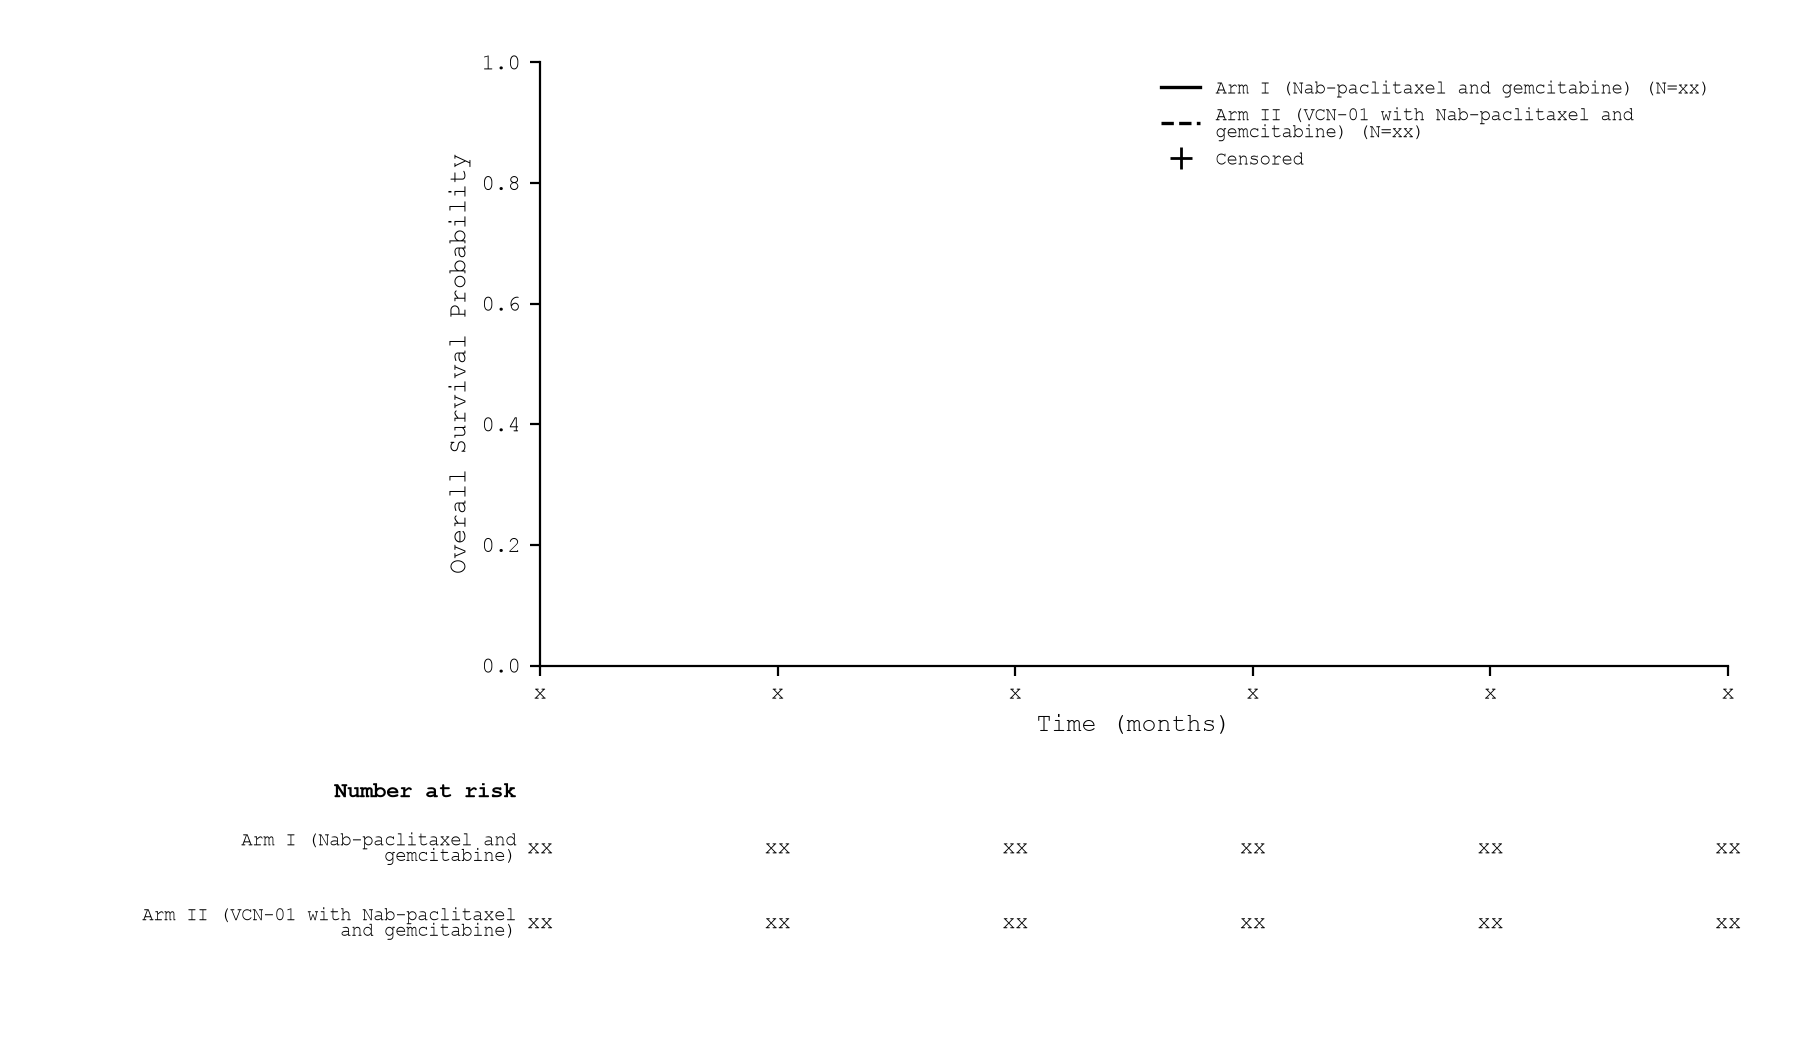 1.0
0.8
0.6
0.4
0.2
0.0
Overall Survival Probability
Arm I (Nab-paclitaxel and gemcitabine) (N=xx)
Arm II (VCN-01 with Nab-paclitaxel and
gemcitabine) (N=xx)
Censored
x x x x x x
Time (months)
Number at risk
Arm I (Nab-paclitaxel and
gemcitabine)
xx xx xx xx xx xx
Arm II (VCN-01 with Nab-paclitaxel
and gemcitabine)
xx xx xx xx xx xx